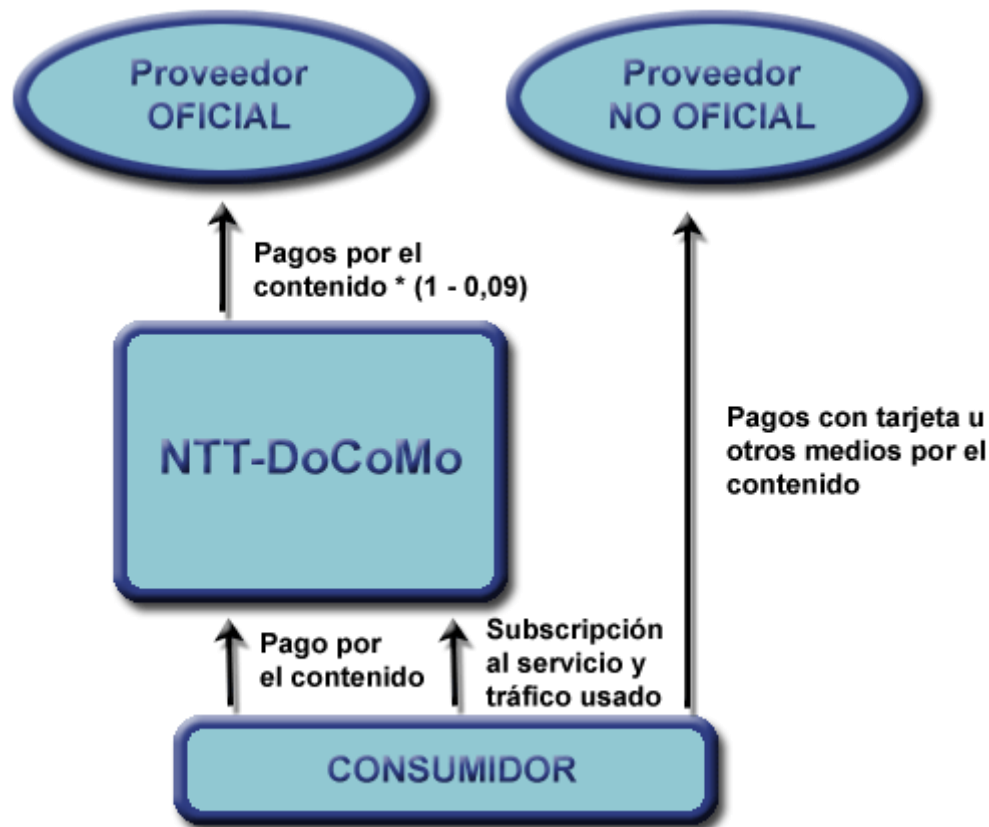 Proveedor
OFICIAL
Proveedor
NO OFICIAL
Pagos por el
contenido * (1 - 0,09)
NTT-DoCoMo
Pagos con tarjeta u
otros medios por el
contenido
Pago por
el contenido
Subscripción
al servicio y
tráfico usado
CONSUMIDOR